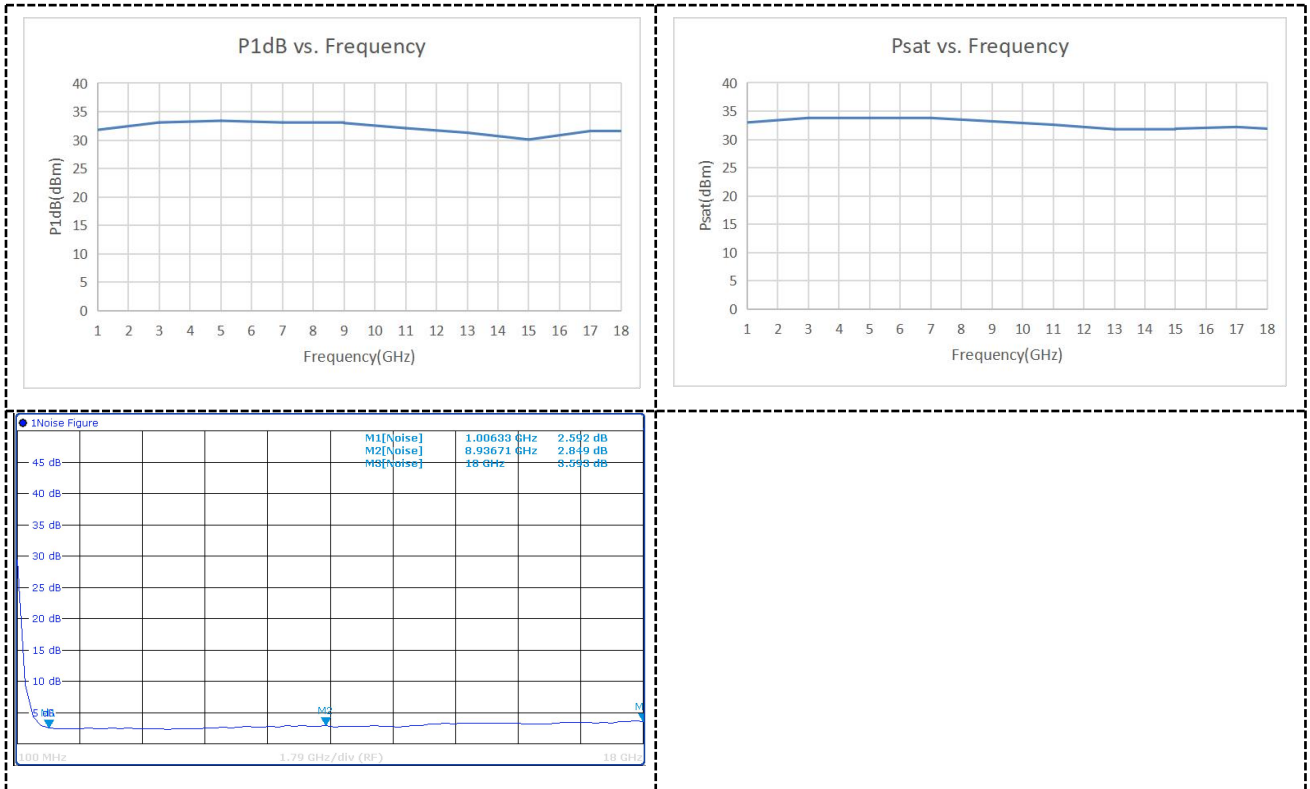 P1dB vs. Frequency
40
35
30
25
20
15
10
5
0
P1dB(dBm)
1 2 3 4 5 6 7 8 9 10 11 12 13 14 15 16 17 18
Frequency(GHz)
Psat vs. Frequency
40
35
30
25
20
15
10
5
0
Psat(dBm)
1 2 3 4 5 6 7 8 9 10 11 12 13 14 15 16 17 18
Frequency(GHz)
1Noise Figure
M1[Noise] 1.00633 GHz 2.592 dB
M2[Noise] 8.93671 GHz 2.849 dB
M3[Noise] 18 GHz 3.593 dB
45 dB
40 dB
35 dB
30 dB
25 dB
20 dB
15 dB
10 dB
5 dB
M2
M
100 MHz 1.79 GHz/div (RF) 18 GHz